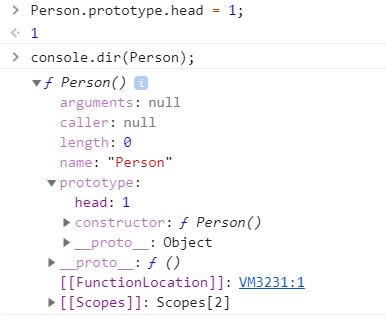 > Person.prototype.head = 1;
<· 1
> console.dir(Person);
▼ƒ Person() i
arguments: null
caller: null
length: 0
name: "Person"
▼prototype:
head: 1
▶constructor: ƒ Person()
▶__proto__: Object
▶__proto__: ƒ ()
[[FunctionLocation]]: VM3231:1
▶[[Scopes]]: Scopes[2]